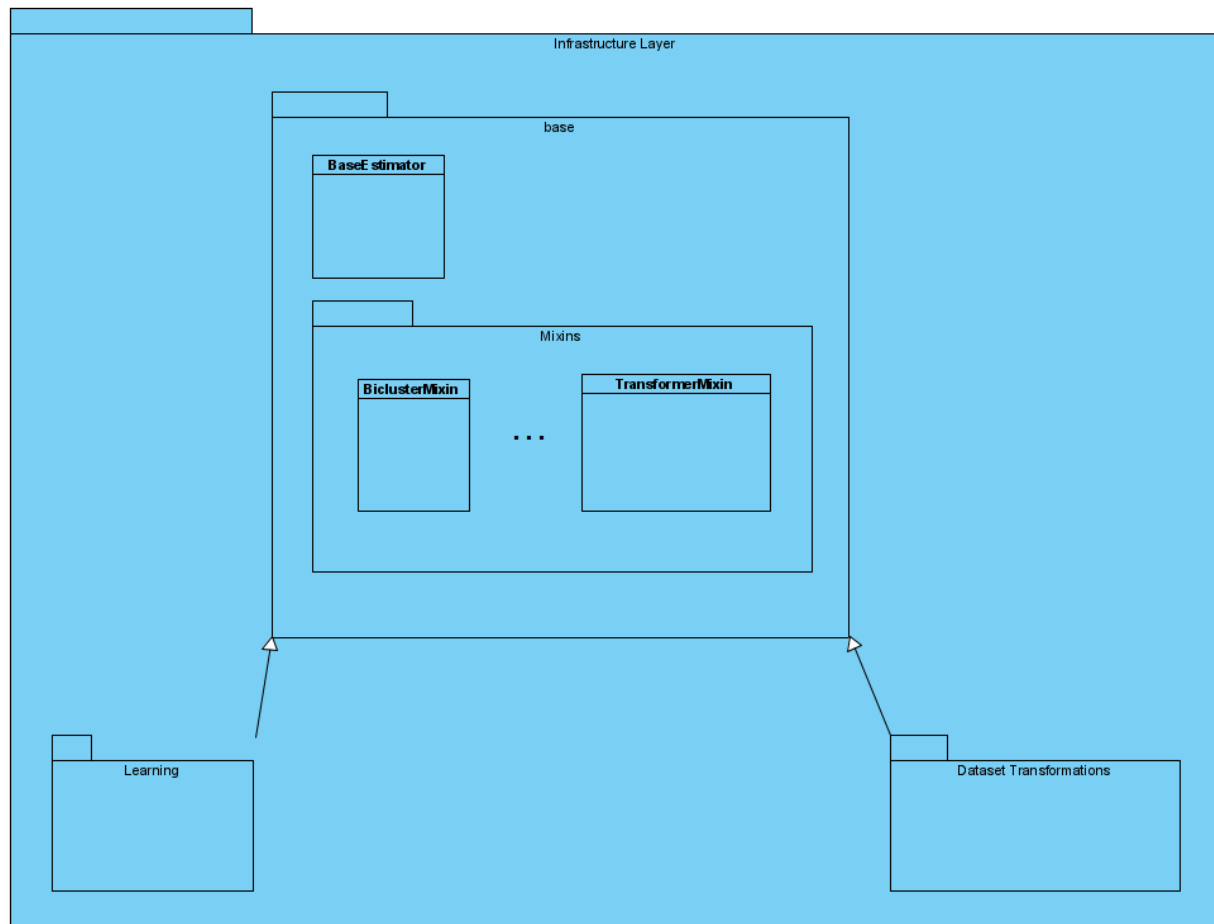 Infrastructure Layer
base
BaseEstimator
Mixins
BiclusterMixin
...
TransformerMixin
Learning
Dataset Transformations